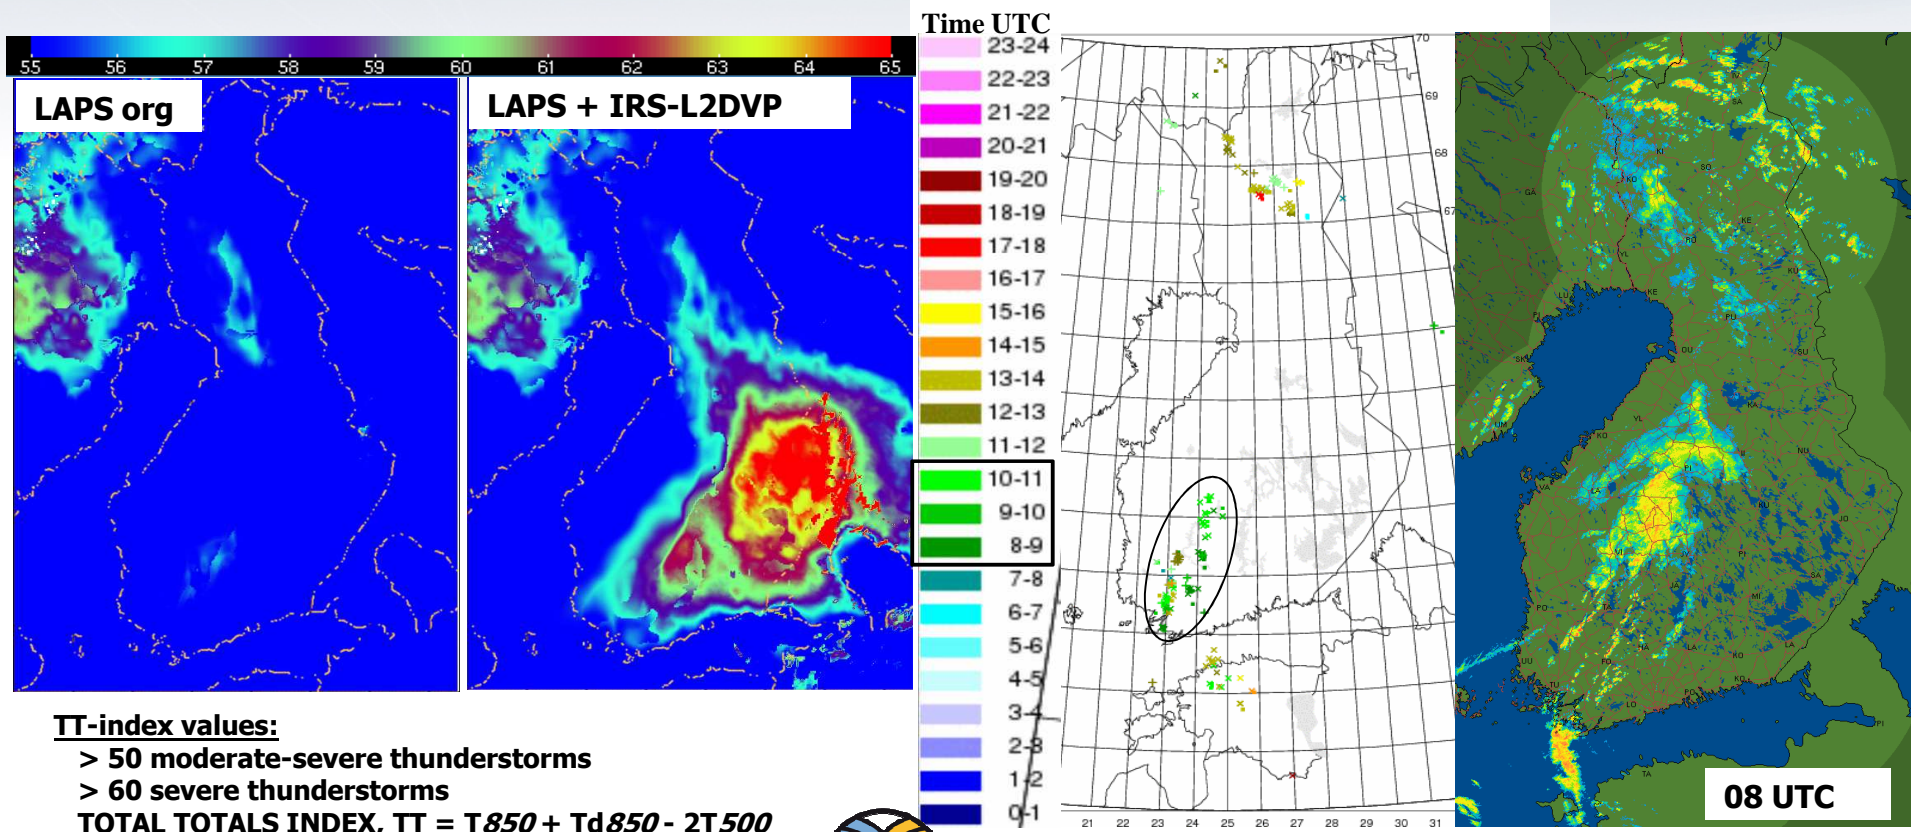 Time UTC
55 56 57 58 59 60 61 62 63 64 65
LAPS org
LAPS + IRS-L2DVP
23-24
22-23
21-22
20-21
19-20
18-19
17-18
16-17
15-16
14-15
13-14
12-13
11-12
10-11
9-10
8-9
7-8
6-7
5-6
4-5
3-4
2-3
1-2
0-1
70
69
68
67
21 22 23 24 25 26 27 28 29 30 31
08 UTC
TT-index values:
> 50 moderate-severe thunderstorms
> 60 severe thunderstorms
TOTAL TOTALS INDEX, TT = T850 + Td850 - 2T500